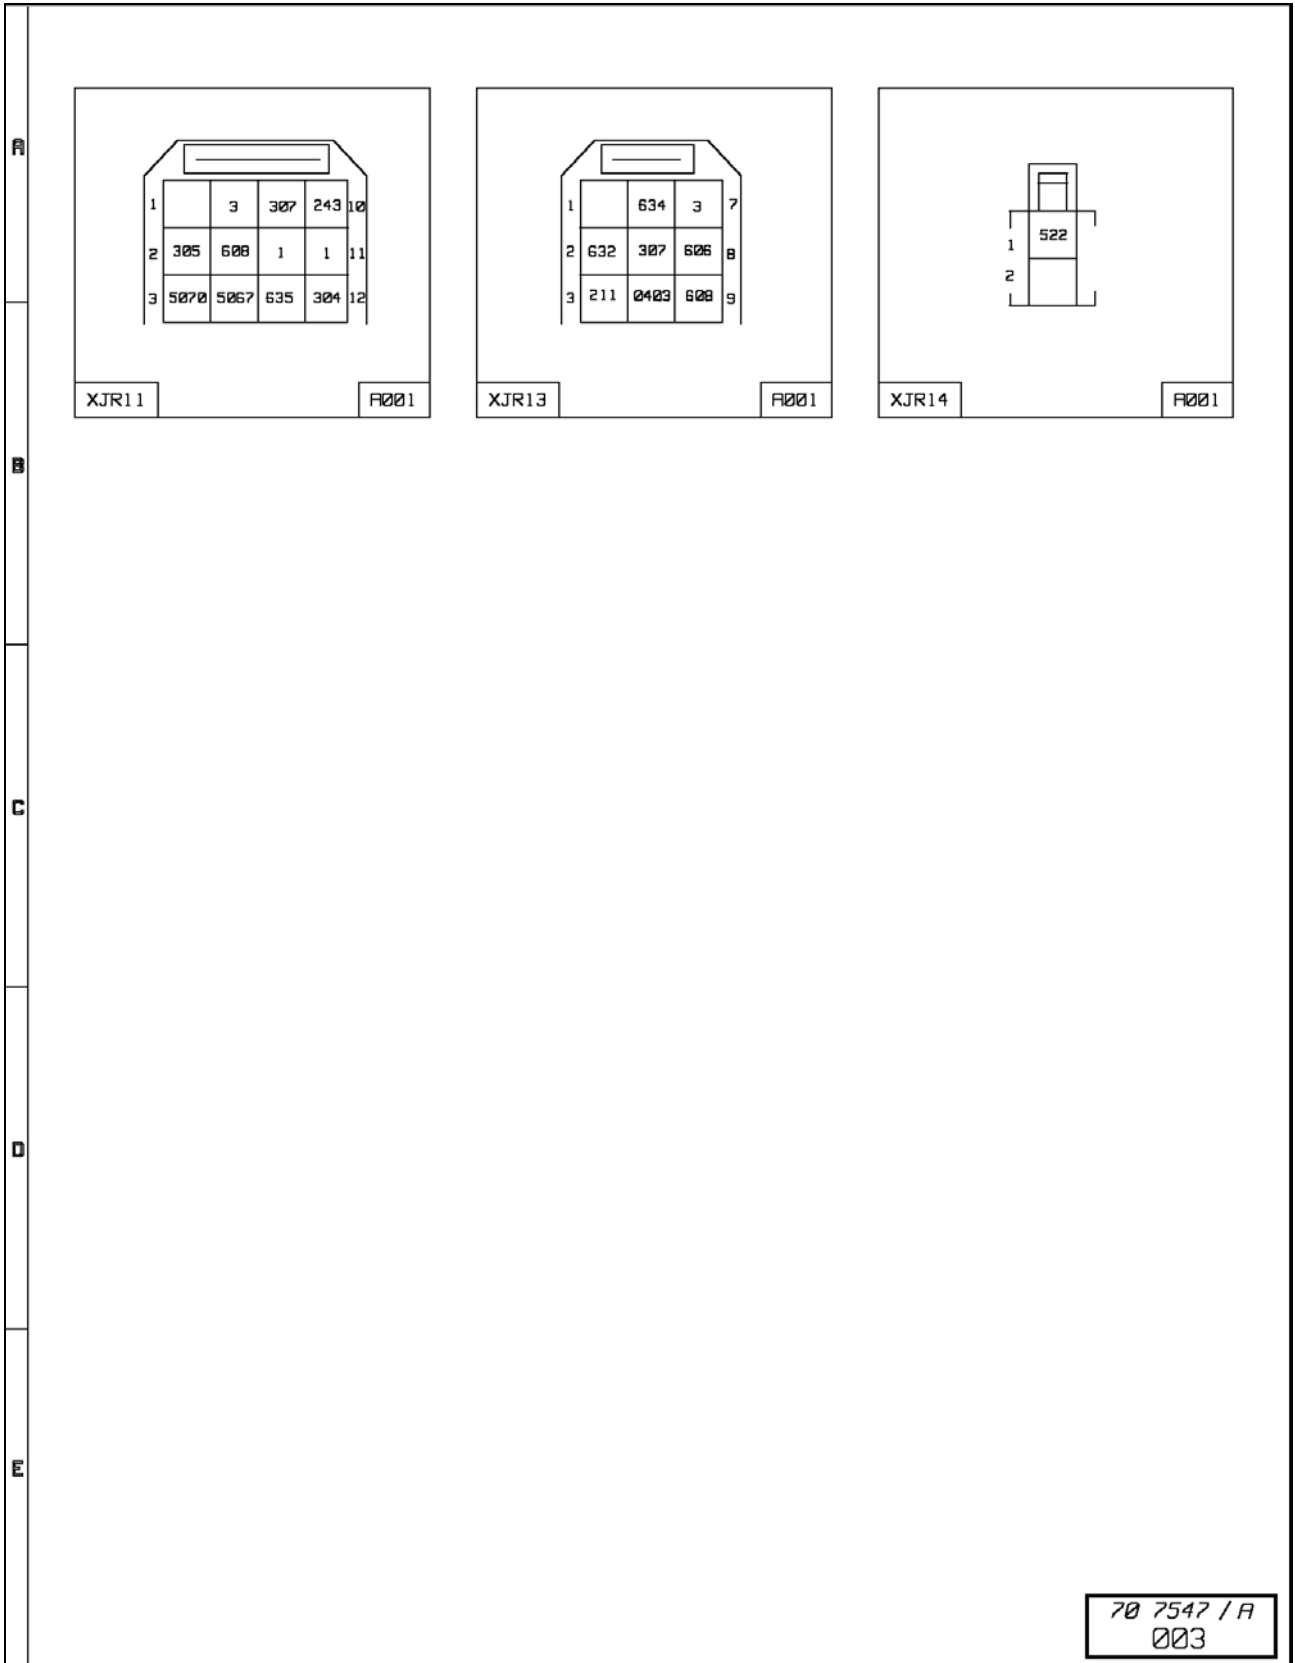 A
1 3 307 243 10
2 305 608 1 1 11
3 5070 5067 635 304 12
XJR11 A001
1 634 3 7
2 632 307 606 8
3 211 0403 608 9
XJR13 A001
1 522
2
XJR14 A001
B
C
D
E
70 7547 / A
003